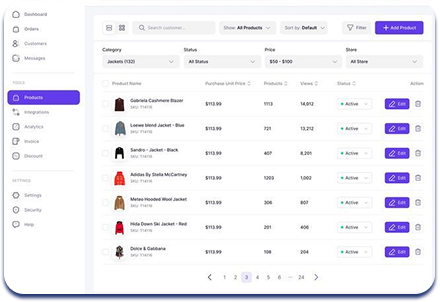 Dashboard
Orders
Customers
Messages
TOOLS
Products
Integrations
Analytics
Invoice
Discount
SETTINGS
Settings
Security
Help
Search customer...
Show: All Products
Sort by: Default
Filter
+ Add Product
Category
Status
Price
Store
Jackets (132)
All Status
$50 - $100
All Store
Product Name
Purchase Unit Price
Products
Views
Status
Action
Gabriela Cashmere Blazer
SKU: T14116
$113.99
1113
14,012
Active
Edit
Loewe blend Jacket - Blue
SKU: T14116
$113.99
721
13,212
Active
Edit
Sandro - Jacket - Black
SKU: T14116
$113.99
407
8,201
Active
Edit
Adidas By Stella McCartney
SKU: T14116
$113.99
1203
1,002
Active
Edit
Meteo Hooded Wool Jacket
SKU: T14116
$113.99
306
807
Active
Edit
Hida Down Ski Jacket - Red
SKU: T14116
$113.99
201
406
Active
Edit
Dolce & Gabbana
SKU: T14116
$113.99
108
204
Active
Edit
1 2 3 4 5 6 ... 24